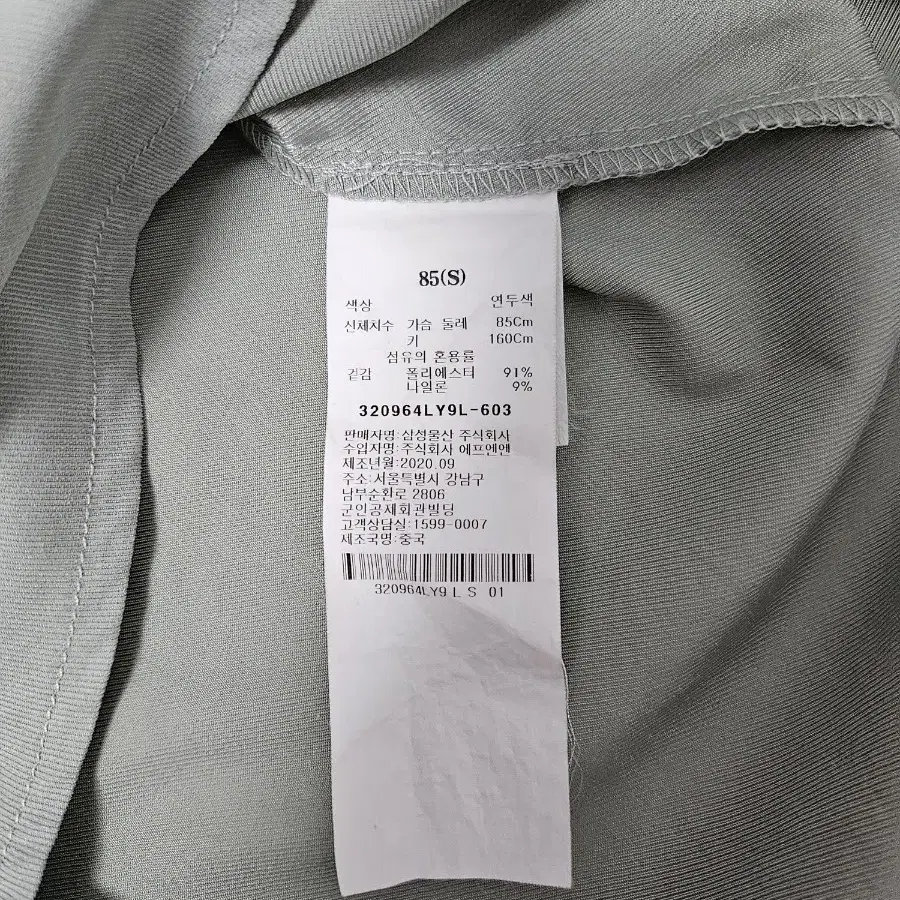 85(S)
색상 연두색
신체치수 가슴 둘레 85Cm
키 160Cm
섬유의 혼용률
겉감 폴리에스터 91%
나일론 9%
320964LY9L-603
판매자명:삼성물산 주식회사
수입자명:주식회사 에프엔앤
제조년월:2020.09
주소:서울특별시 강남구
남부순환로 2806
군인공제회관빌딩
고객상담실:1599-0007
제조국명:중국
320964LY9 L S 01